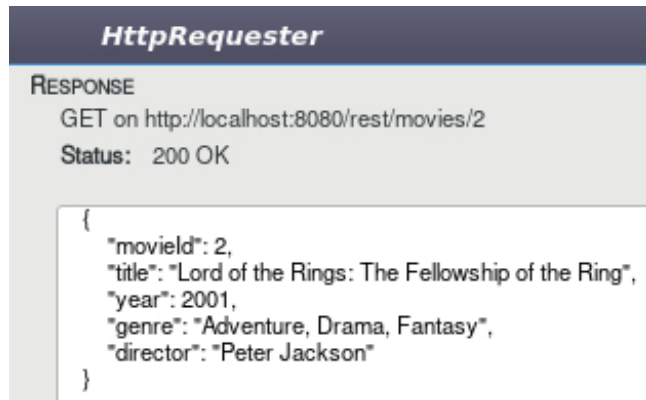 HttpRequester
RESPONSE
GET on http://localhost:8080/rest/movies/2
Status: 200 OK
{
"movieId": 2,
"title": "Lord of the Rings: The Fellowship of the Ring",
"year": 2001,
"genre": "Adventure, Drama, Fantasy",
"director": "Peter Jackson"
}